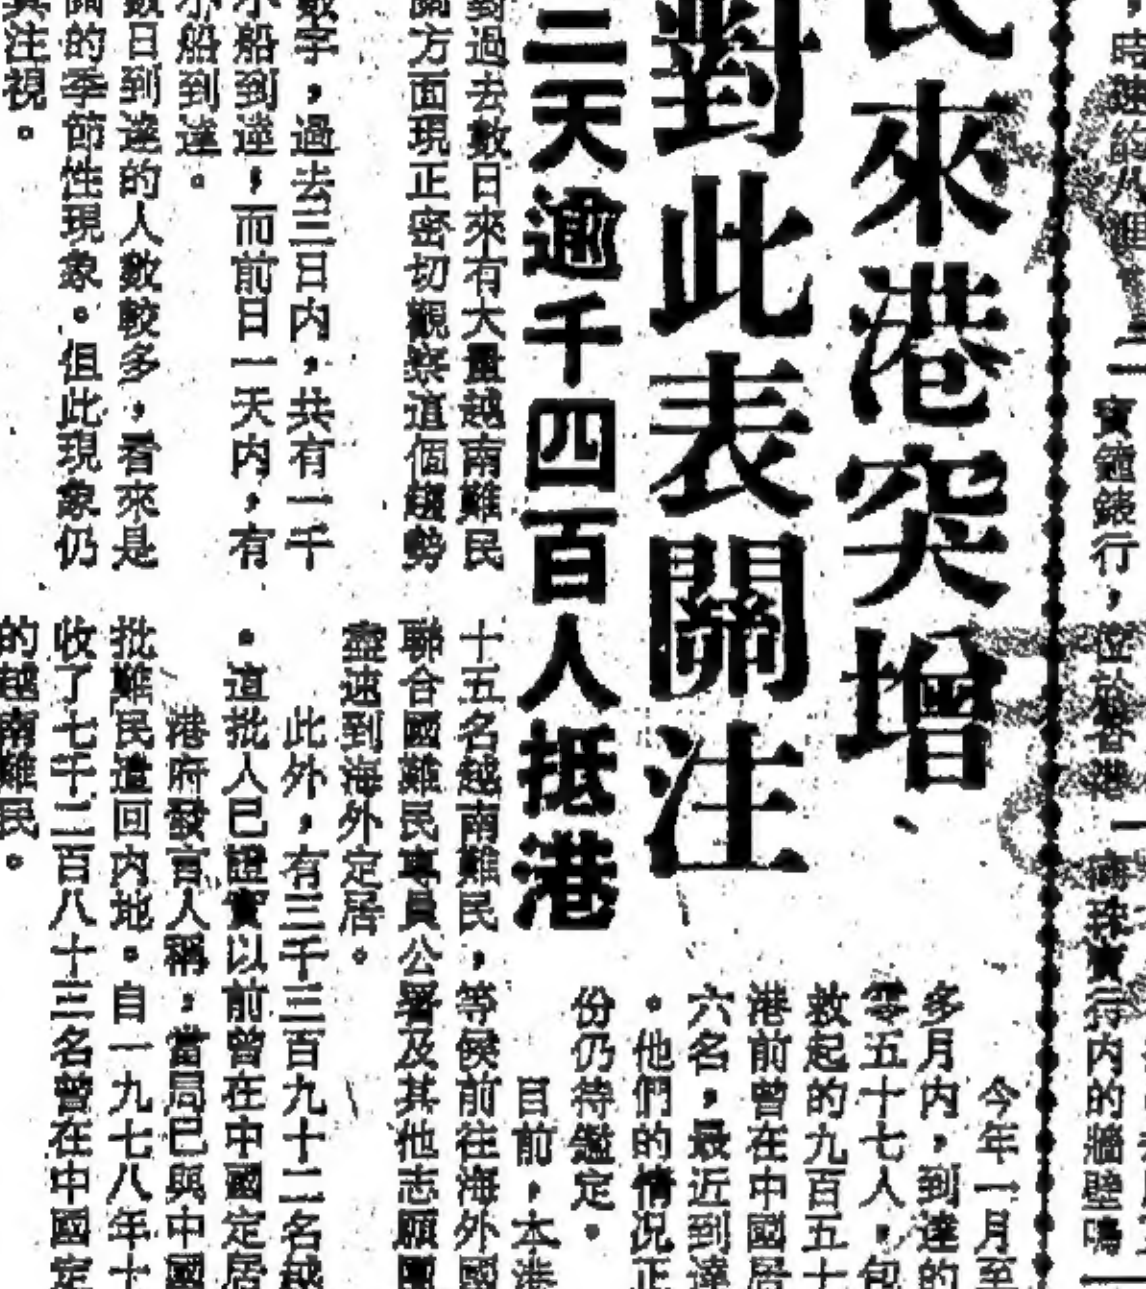 民來港突增、
對此表關注
三天逾千四百人抵港
對過去數日來有大量越南難民
關方面現正密切觀察這個趨勢
數字，過去三日內，共有一千
小船到達，而前日一天內，有
小船到達。
數日到達的人數較多，看來是
關的季節性現象。但此現象仍
其注視。
十五名越南難民，等候前往海外國
聯合國難民專員公署及其他志願團
盡速到海外定居。
此外，有三千三百九十二名越
。這批人已證實以前曾在中國定居
港府發言人稱，當局已與中國
批難民遣回內地。自一九七八年十
收了七千二百八十三名曾在中國定
的越南難民。
今年一月至
多月內，到達的
零五十七人，包
救起的九百五十
港前曾在中國居
六名，最近到達
。他們的情況正
份仍待鑑定。
目前，本港
寶鐘錶行，位於香港
珠寶行內的牆壁